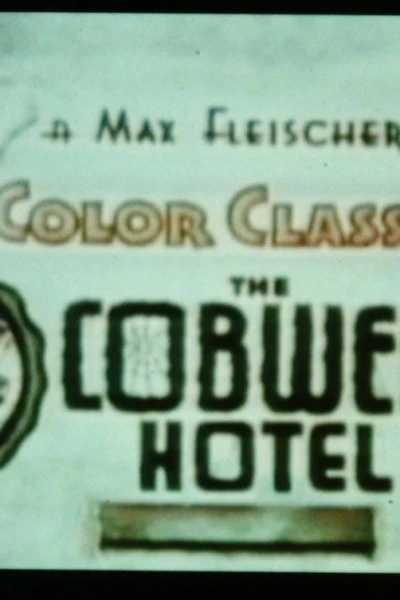 A MAX FLEISCHER
COLOR CLASS
THE
COBWE
HOTEL